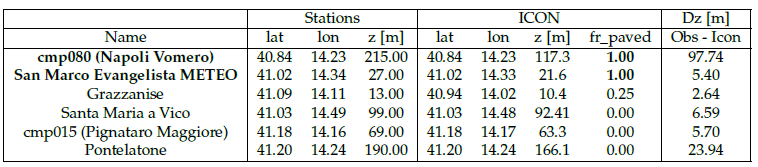 Stations ICON Dz [m]
Name lat lon z [m] lat lon z [m] fr_paved Obs - Icon
cmp080 (Napoli Vomero) 40.84 14.23 215.00 40.84 14.23 117.3 1.00 97.74
San Marco Evangelista METEO 41.02 14.34 27.00 41.02 14.33 21.6 1.00 5.40
Grazzanise 41.09 14.11 13.00 40.94 14.02 10.4 0.25 2.64
Santa Maria a Vico 41.03 14.49 99.00 41.03 14.48 92.41 0.00 6.59
cmp015 (Pignataro Maggiore) 41.18 14.16 69.00 41.18 14.17 63.3 0.00 5.70
Pontelatone 41.20 14.24 190.00 41.20 14.24 166.1 0.00 23.94